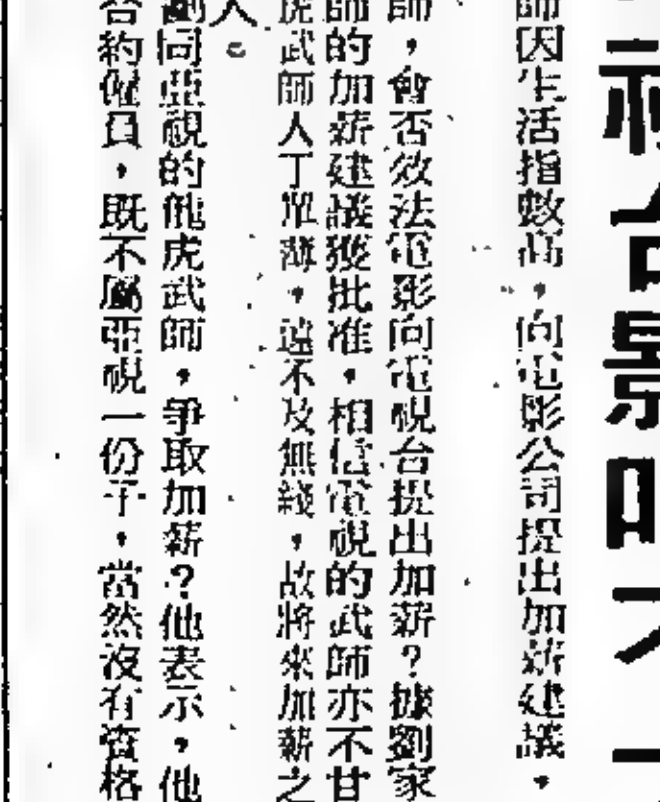 師因生活指數高，向電影公司提出加薪建議，
師，會否效法電影向電視台提出加薪？據劉家
師的加薪建議獲批准，相信電視的武師亦不甘
虎武師人丁單薄，遠不及無綫，故將來加薪之
人。
劉同亞視的龍虎武師，爭取加薪？他表示，他
合約僱員，既不屬亞視一份子，當然沒有資格